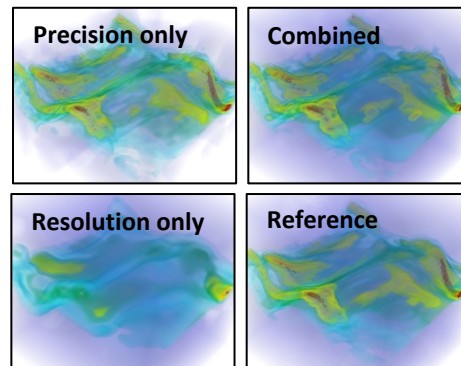 Precision only
Combined
Resolution only
Reference